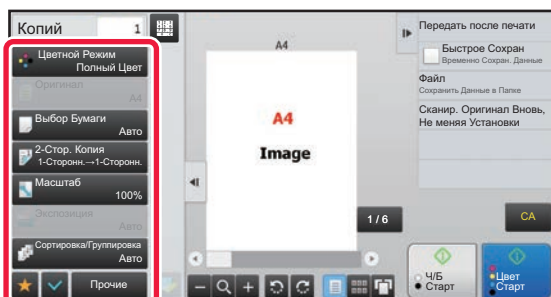 Копий 1
Цветной Режим
Полный Цвет
Оригинал
A4
Выбор Бумаги
Авто
2-Стор. Копия
1-Сторонн.→1-Сторонн.
Масштаб
100%
Экспозиция
Авто
Сортировка/Группировка
Авто
Прочие
A4
A4
Image
1 / 6
Передать после печати
Быстрое Сохран
Временно Сохран. Данные
Файл
Сохранить Данные в Папке
Сканир. Оригинал Вновь,
Не меняя Установки
CA
Ч/Б
Старт
Цвет
Старт